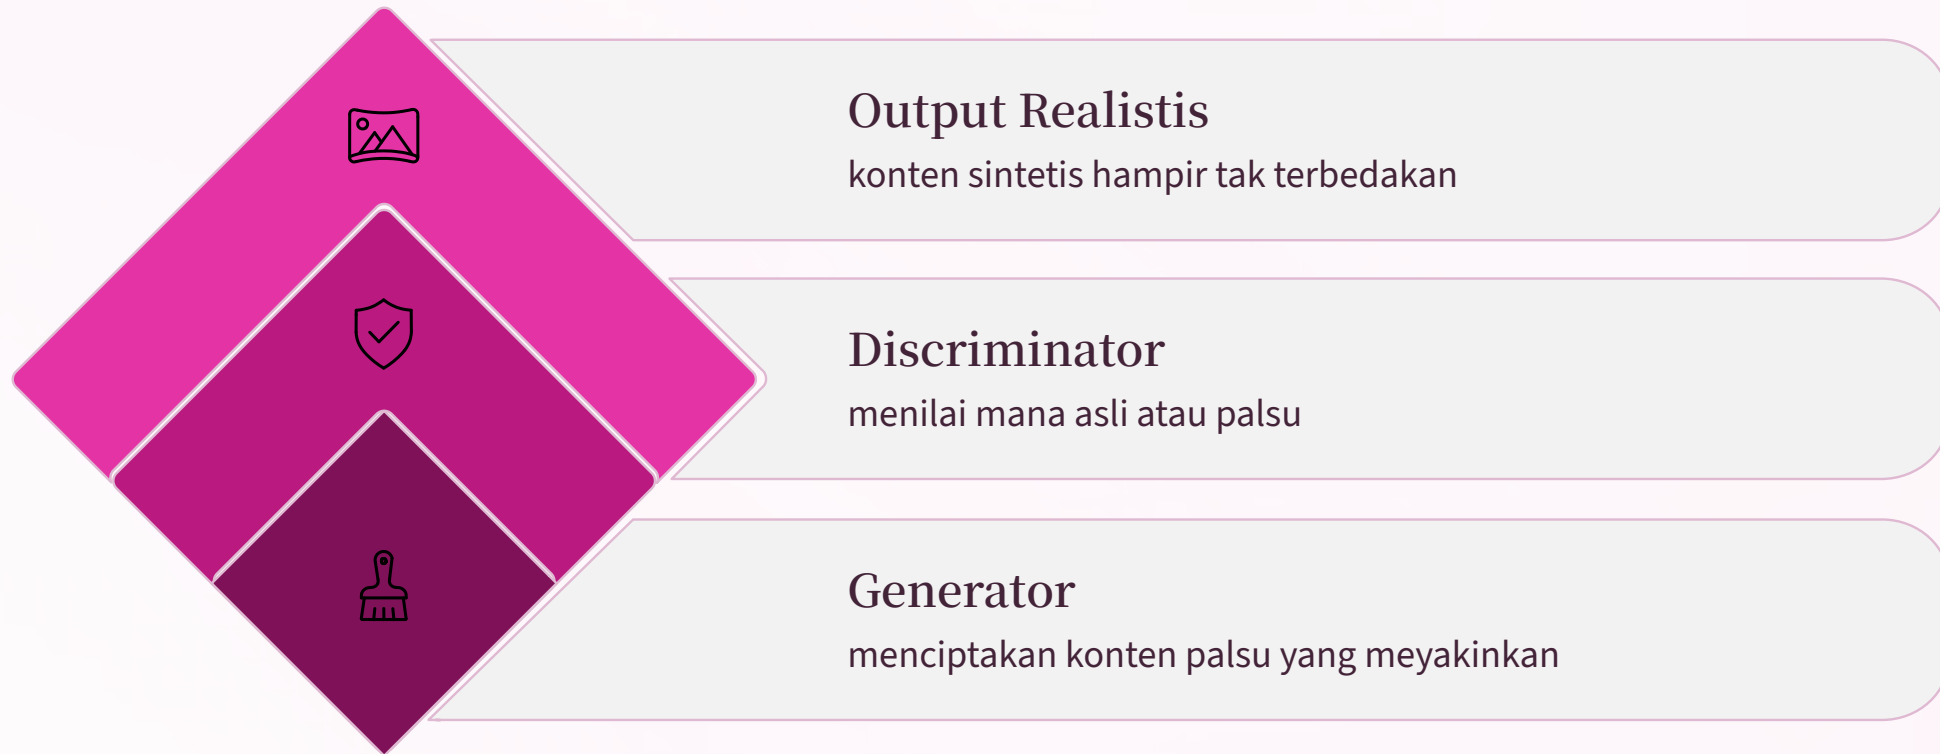 Output Realistis
konten sintetis hampir tak terbedakan
Discriminator
menilai mana asli atau palsu
Generator
menciptakan konten palsu yang meyakinkan